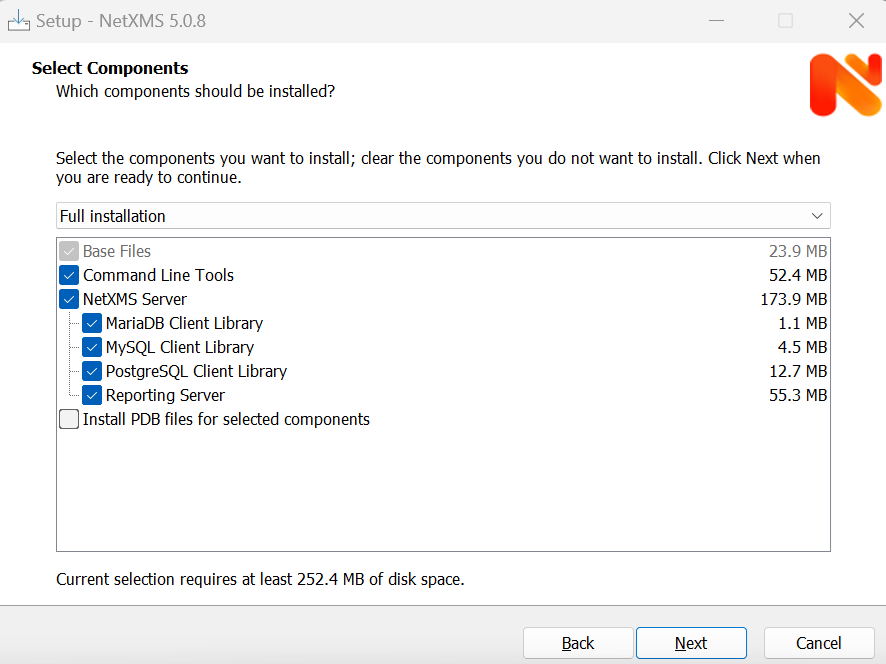 Setup - NetXMS 5.0.8
Select Components
Which components should be installed?
Select the components you want to install; clear the components you do not want to install. Click Next when
you are ready to continue.
Full installation
Base Files 23.9 MB
Command Line Tools 52.4 MB
NetXMS Server 173.9 MB
MariaDB Client Library 1.1 MB
MySQL Client Library 4.5 MB
PostgreSQL Client Library 12.7 MB
Reporting Server 55.3 MB
Install PDB files for selected components
Current selection requires at least 252.4 MB of disk space.
Back Next Cancel